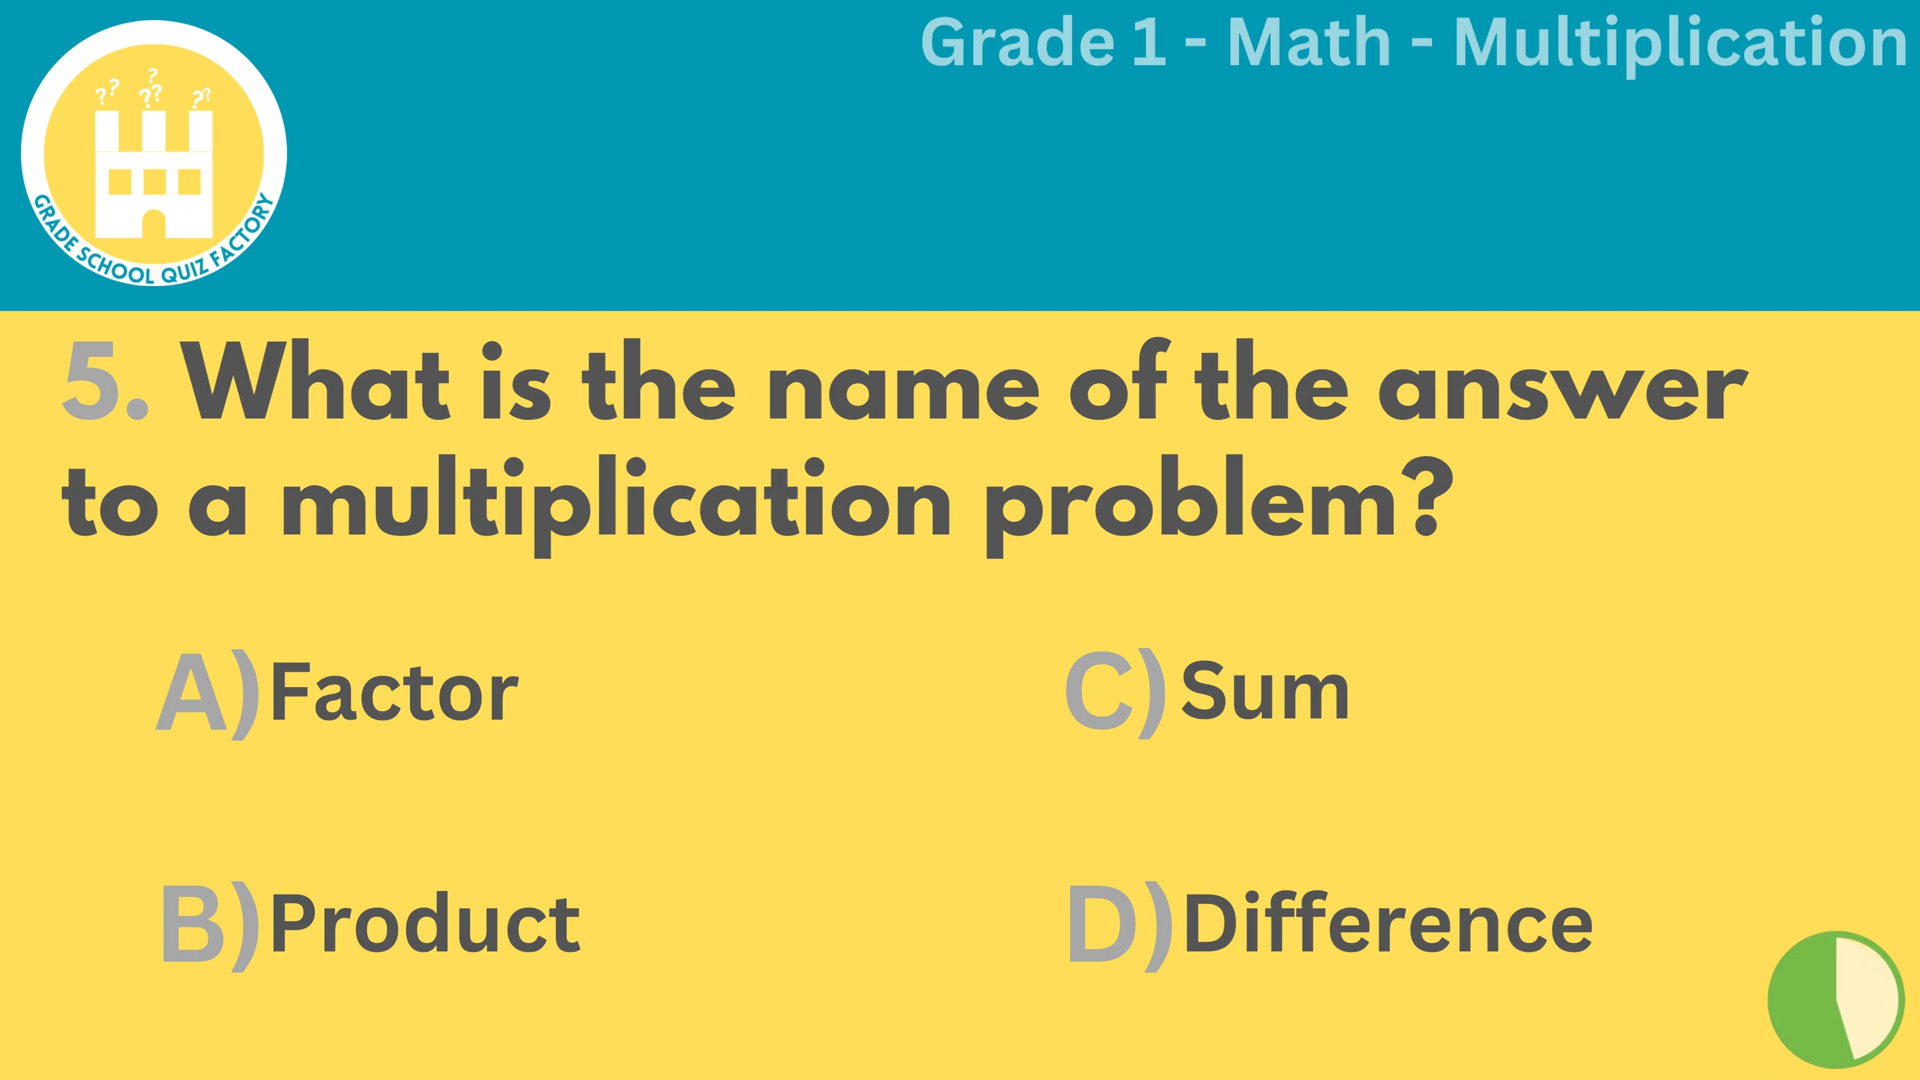 Grade 1 - Math - Multiplication
? ? ? ? ? ? ?
GRADE SCHOOL QUIZ FACTORY
5. What is the name of the answer
to a multiplication problem?
A) Factor
C) Sum
B) Product
D) Difference